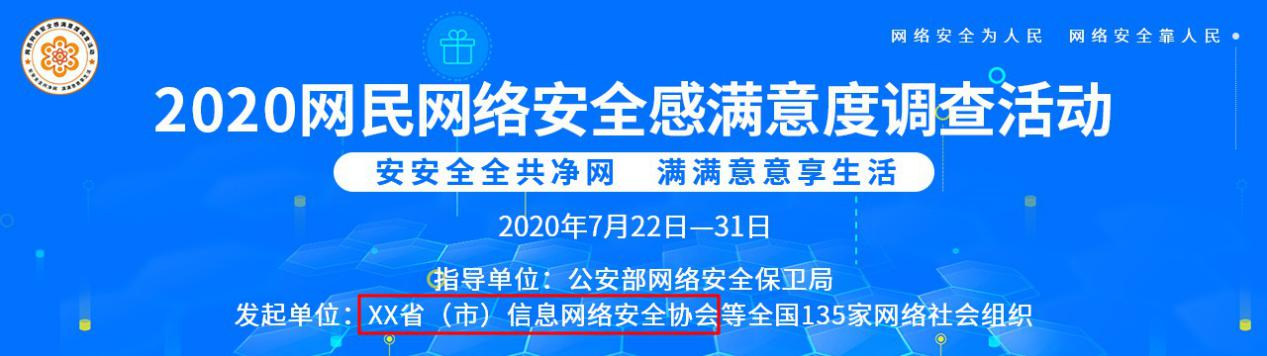 网络安全为人民 网络安全靠人民
2020网民网络安全感满意度调查活动
安安全全共净网 满满意意享生活
2020年7月22日—31日
指导单位：公安部网络安全保卫局
发起单位：XX省（市）信息网络安全协会等全国135家网络社会组织